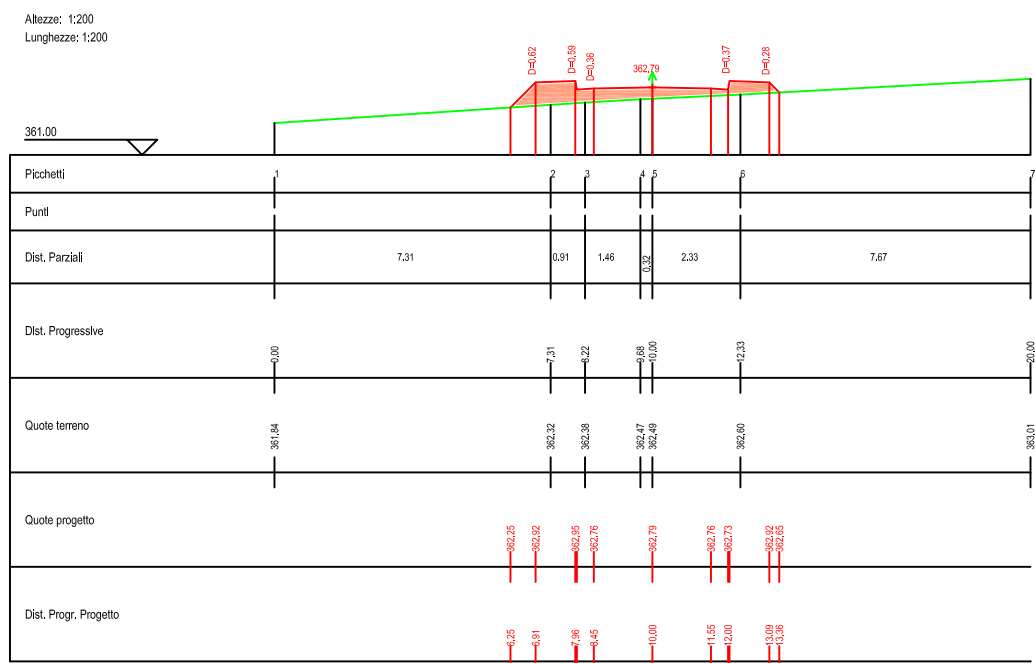 Altezze: 1:200
Lunghezze: 1:200
D=0.62
D=0.59
D=0.36
362,79
D=0.37
D=0.28
361.00
Picchetti
1 2 3 4 5 6 7
Punti
Dist. Parziali
7.31 0.91 1.46 0.32 2.33 7.67
Dist. Progressive
0.00 7.31 8.22 9.68 10.00 12.33 20.00
Quote terreno
361.84 362.32 362.38 362.47 362.49 362.60 363.01
Quote progetto
362,25 362,92 362,95 362,76 362,79 362,76 362,73 362,92 362,65
Dist. Progr. Progetto
6,25 6,91 7,96 8,45 10,00 11,55 12,00 13,09 13,36